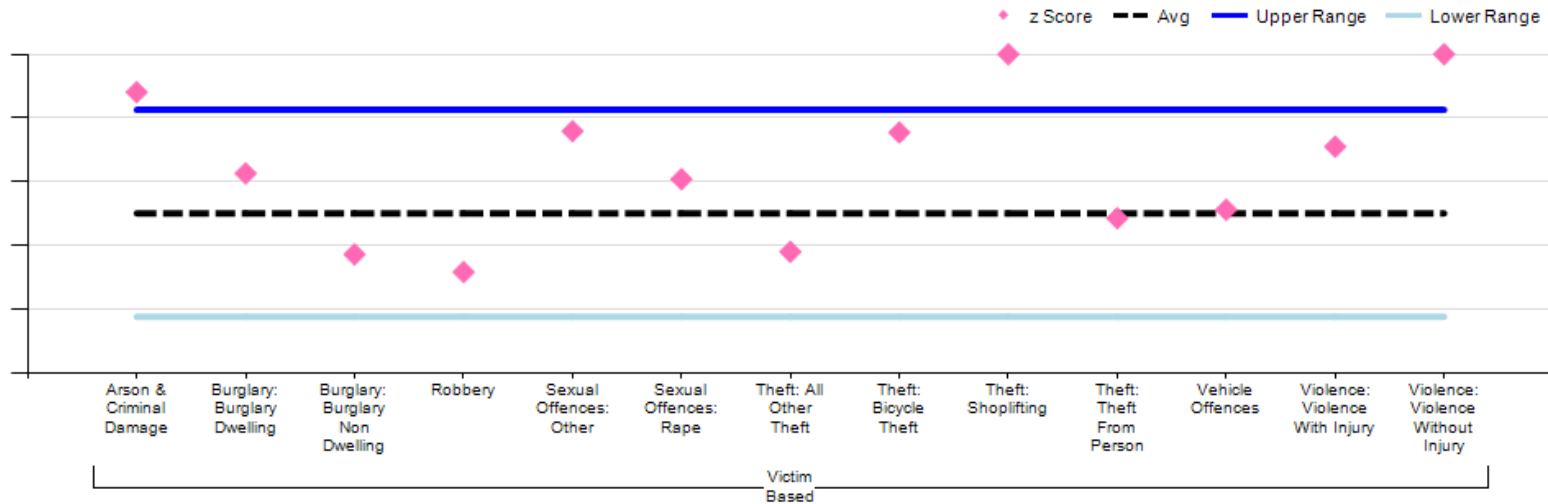 z Score Avg Upper Range Lower Range
Arson &
Criminal
Damage
Burglary:
Burglary
Dwelling
Burglary:
Burglary
Non
Dwelling
Robbery
Sexual
Offences:
Other
Sexual
Offences:
Rape
Theft: All
Other
Theft
Theft:
Bicycle
Theft
Theft:
Shoplifting
Theft:
Theft
From
Person
Vehicle
Offences
Violence:
Violence
With Injury
Violence:
Violence
Without
Injury
Victim
Based